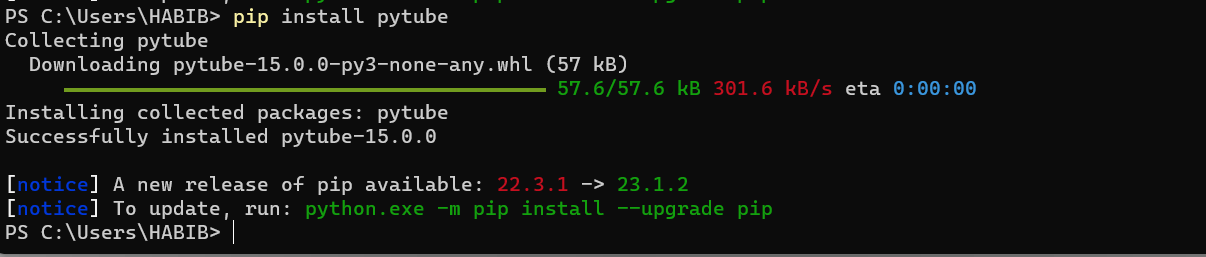 PS C:\Users\HABIB> pip install pytube
Collecting pytube
  Downloading pytube-15.0.0-py3-none-any.whl (57 kB)
57.6/57.6 kB 301.6 kB/s eta 0:00:00
Installing collected packages: pytube
Successfully installed pytube-15.0.0
[notice] A new release of pip available: 22.3.1 -> 23.1.2
[notice] To update, run: python.exe -m pip install --upgrade pip
PS C:\Users\HABIB>